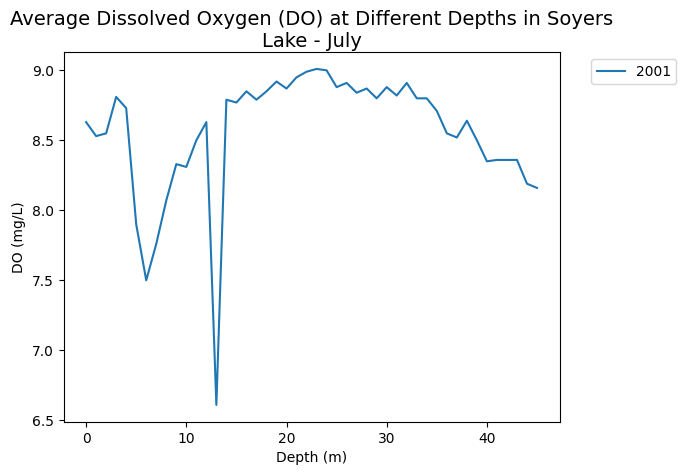 Average Dissolved Oxygen (DO) at Different Depths in Soyers
Lake - July
2001
9.0
8.5
8.0
7.5
7.0
6.5
DO (mg/L)
0 10 20 30 40
Depth (m)